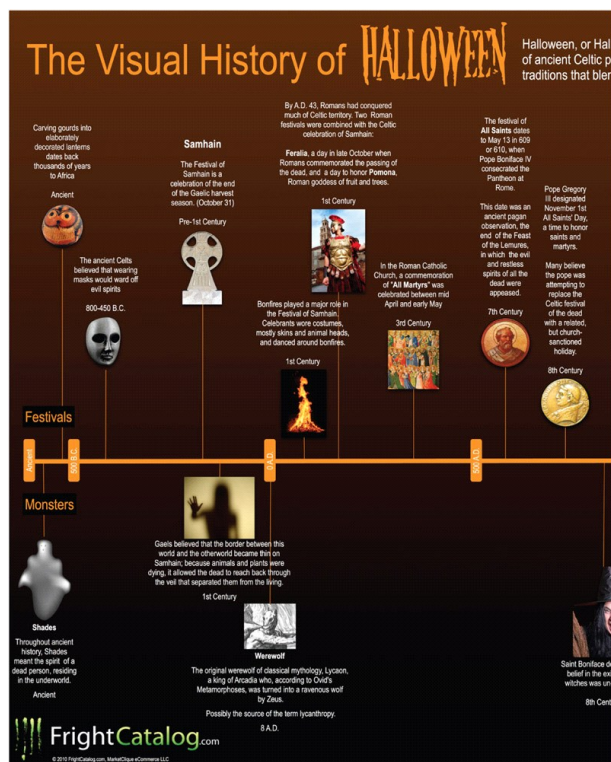 The Visual History of HALLOWEEN
Halloween, or Hal
of ancient Celtic p
traditions that blen
Carving gourds into
elaborately
decorated lanterns
dates back
thousands of years
to Africa
Ancient
The ancient Celts
believed that wearing
masks would ward off
evil spirits
800-450 B.C.
Samhain
The Festival of
Samhain is a
celebration of the end
of the Gaelic harvest
season. (October 31)
Pre-1st Century
By A.D. 43, Romans had conquered
much of Celtic territory. Two Roman
festivals were combined with the Celtic
celebration of Samhain:
Feralia, a day in late October when
Romans commemorated the passing of
the dead, and a day to honor Pomona,
Roman goddess of fruit and trees.
1st Century
Bonfires played a major role in
the Festival of Samhain.
Celebrants wore costumes,
mostly skins and animal heads,
and danced around bonfires.
1st Century
In the Roman Catholic
Church, a commemoration
of "All Martyrs" was
celebrated between mid
April and early May
3rd Century
The festival of
All Saints dates
to May 13 in 609
or 610, when
Pope Boniface IV
consecrated the
Pantheon at
Rome.
This date was an
ancient pagan
observation, the
end of the Feast
of the Lemures,
in which the evil
and restless
spirits of all the
dead were
appeased.
7th Century
Pope Gregory
III designated
November 1st
All Saints' Day,
a time to honor
saints and
martyrs.
Many believe
the pope was
attempting to
replace the
Celtic festival
of the dead
with a related,
but church-
sanctioned
holiday.
8th Century
Festivals
Ancient
500 B.C.
0 A.D.
500 A.D.
Monsters
Shades
Throughout ancient
history, Shades
meant the spirit of a
dead person, residing
in the underworld.
Ancient
Gaels believed that the border between this
world and the otherworld became thin on
Samhain; because animals and plants were
dying, it allowed the dead to reach back through
the veil that separated them from the living.
1st Century
Werewolf
The original werewolf of classical mythology, Lycaon,
a king of Arcadia who, according to Ovid's
Metamorphoses, was turned into a ravenous wolf
by Zeus.
Possibly the source of the term lycanthropy.
8 A.D.
Saint Boniface de
belief in the ex
witches was un
8th Cent
FrightCatalog.com
© 2010 FrightCatalog.com, MarketClique eCommerce LLC